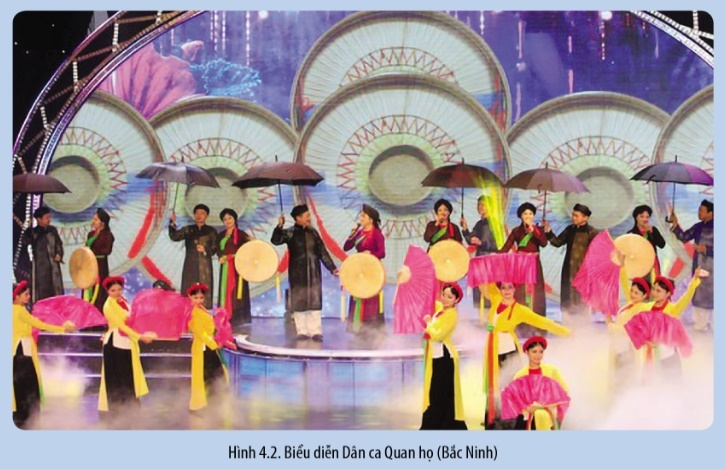 Hình 4.2. Biểu diễn Dân ca Quan họ (Bắc Ninh)